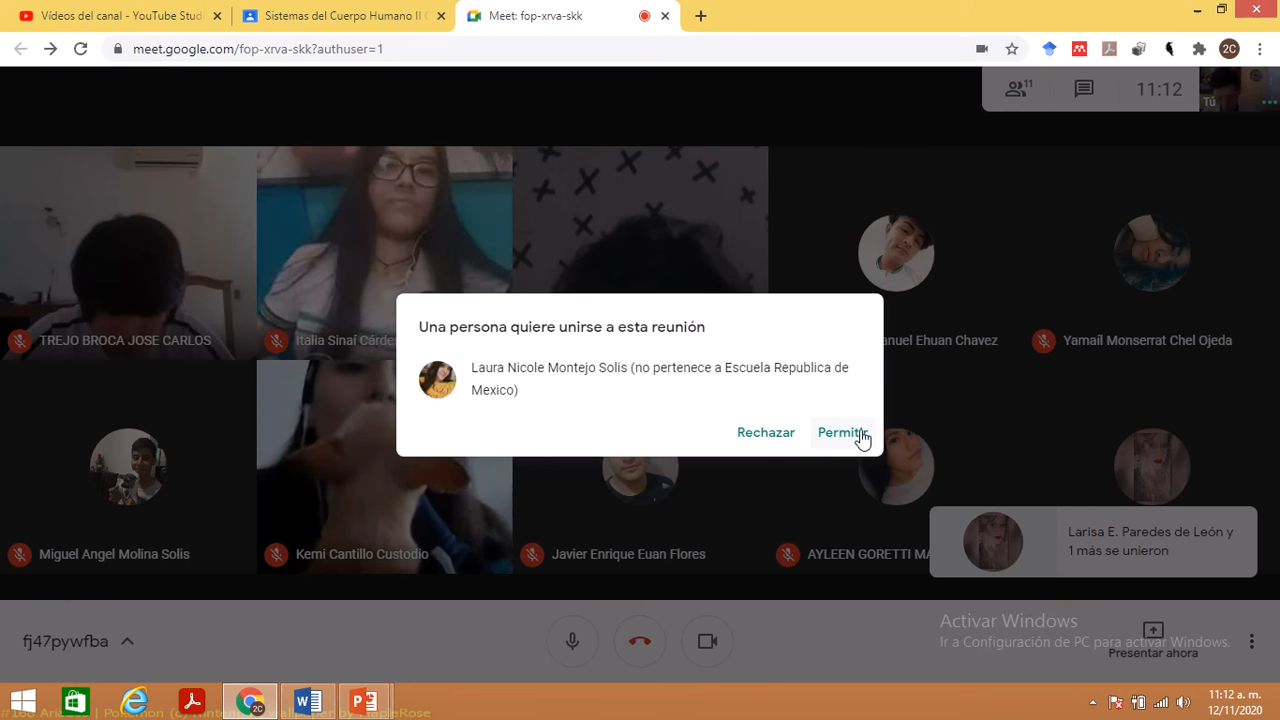 Vídeos del canal - YouTube Stud
Sistemas del Cuerpo Humano II C
Meet: fop-xrva-skk
meet.google.com/fop-xrva-skk?authuser=1
2C
11
11:12
Tú
TREJO BROCA JOSE CARLOS
Italia Sinaí Cárde
nuel Ehuan Chavez
Yamaíl Monserrat Chel Ojeda
Una persona quiere unirse a esta reunión
Laura Nicole Montejo Solis (no pertenece a Escuela Republica de
Mexico)
Rechazar
Permitir
Miguel Angel Molina Solis
Kemi Cantillo Custodio
Javier Enrique Euan Flores
AYLEEN GORETTI MA
Larisa E. Paredes de León y
1 más se unieron
fj47pywfba
Activar Windows
Ir a Configuración de PC para activar Windows.
Presentar ahora
11:12 a. m.
12/11/2020